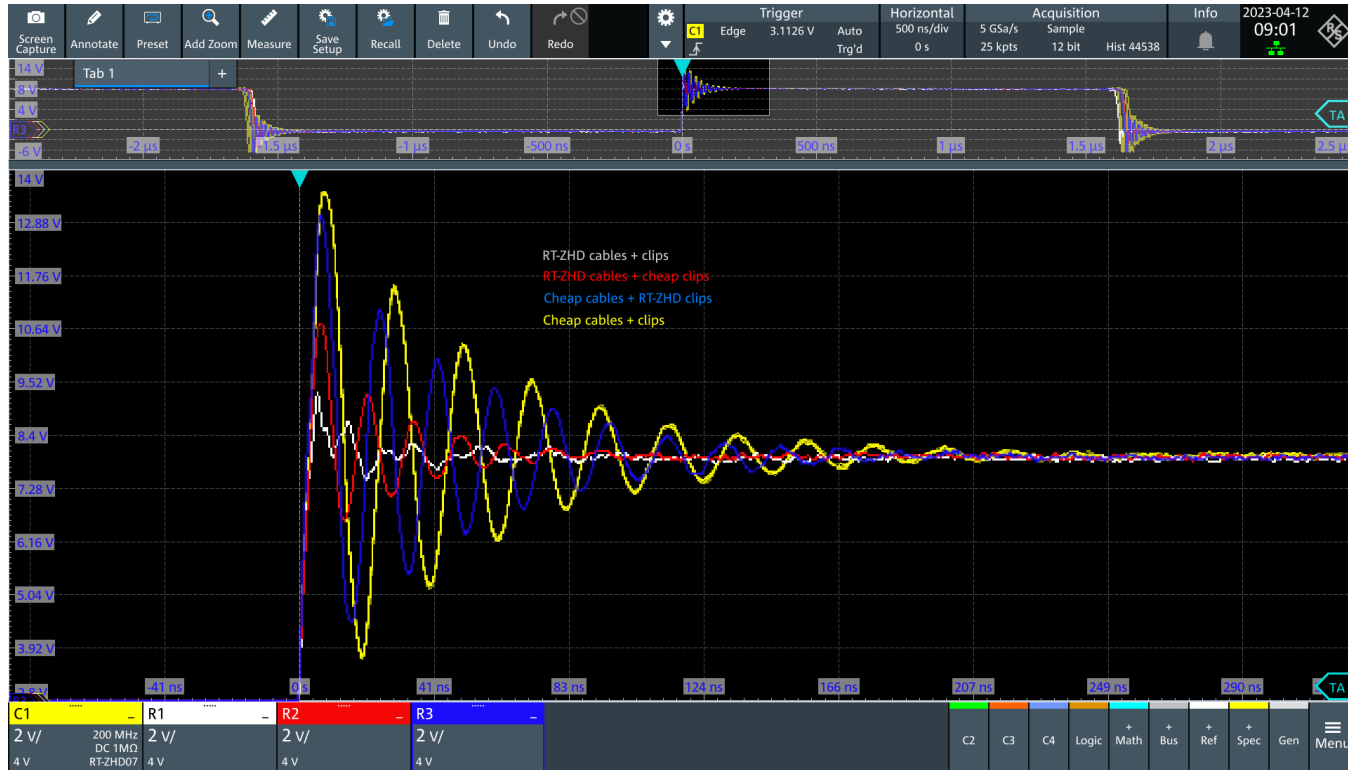 Screen Capture
Annotate
Preset
Add Zoom
Measure
Save Setup
Recall
Delete
Undo
Redo
Trigger
C1 Edge 3.1126 V Auto
Trg'd
Horizontal
500 ns/div
0 s
Acquisition
5 GSa/s Sample
25 kpts 12 bit Hist 44538
Info
2023-04-12
09:01
R&S
14 V
Tab 1 +
8 V
4 V
R3
TA
-6 V
-2 µs -1.5 µs -1 µs -500 ns 0 s 500 ns 1 µs 1.5 µs 2 µs 2.5 µ
14 V
12.88 V
RT-ZHD cables + clips
11.76 V
RT-ZHD cables + cheap clips
Cheap cables + RT-ZHD clips
Cheap cables + clips
10.64 V
9.52 V
8.4 V
7.28 V
6.16 V
5.04 V
3.92 V
2.8 V
-41 ns 0 s 41 ns 83 ns 124 ns 166 ns 207 ns 249 ns 290 ns
TA
C1 R1 R2 R3
2 V/ 200 MHz 2 V/ 2 V/ 2 V/
DC 1MΩ
4 V RT-ZHD07 4 V 4 V 4 V
C2 C3 C4 Logic + Math + Bus + Ref + Spec Gen Menu